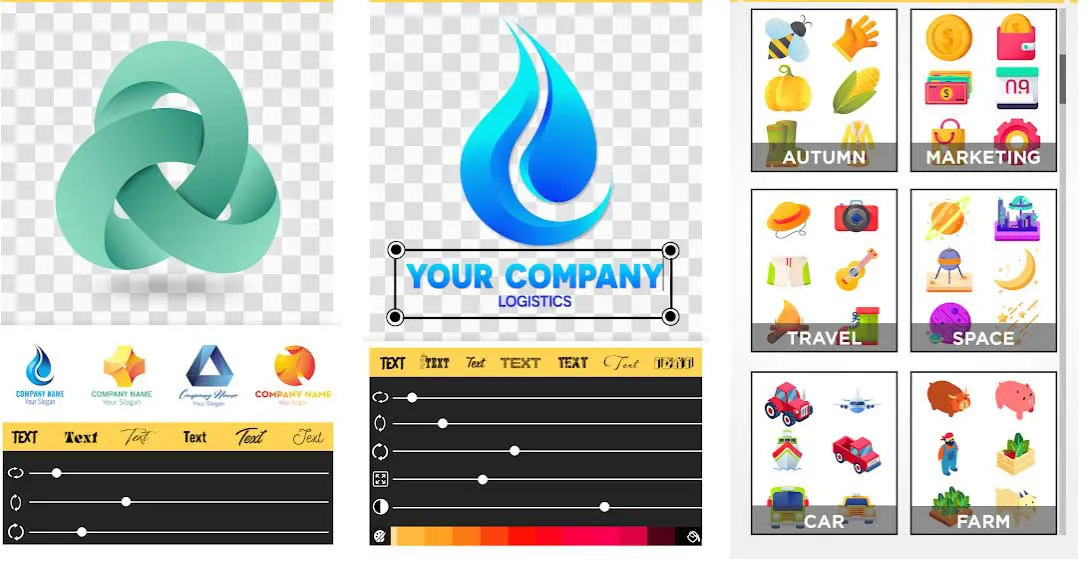 COMPANY NAME
Your Slogan
COMPANY NAME
Your Slogan
Company Name
Your Slogan
COMPANY NAME
Your slogan
TEXT Text Text Text Text Text
YOUR COMPANY
LOGISTICS
TEXT TEXT Text TEXT TEXT Text TEXT
AUTUMN
09
MARKETING
TRAVEL
SPACE
CAR
FARM